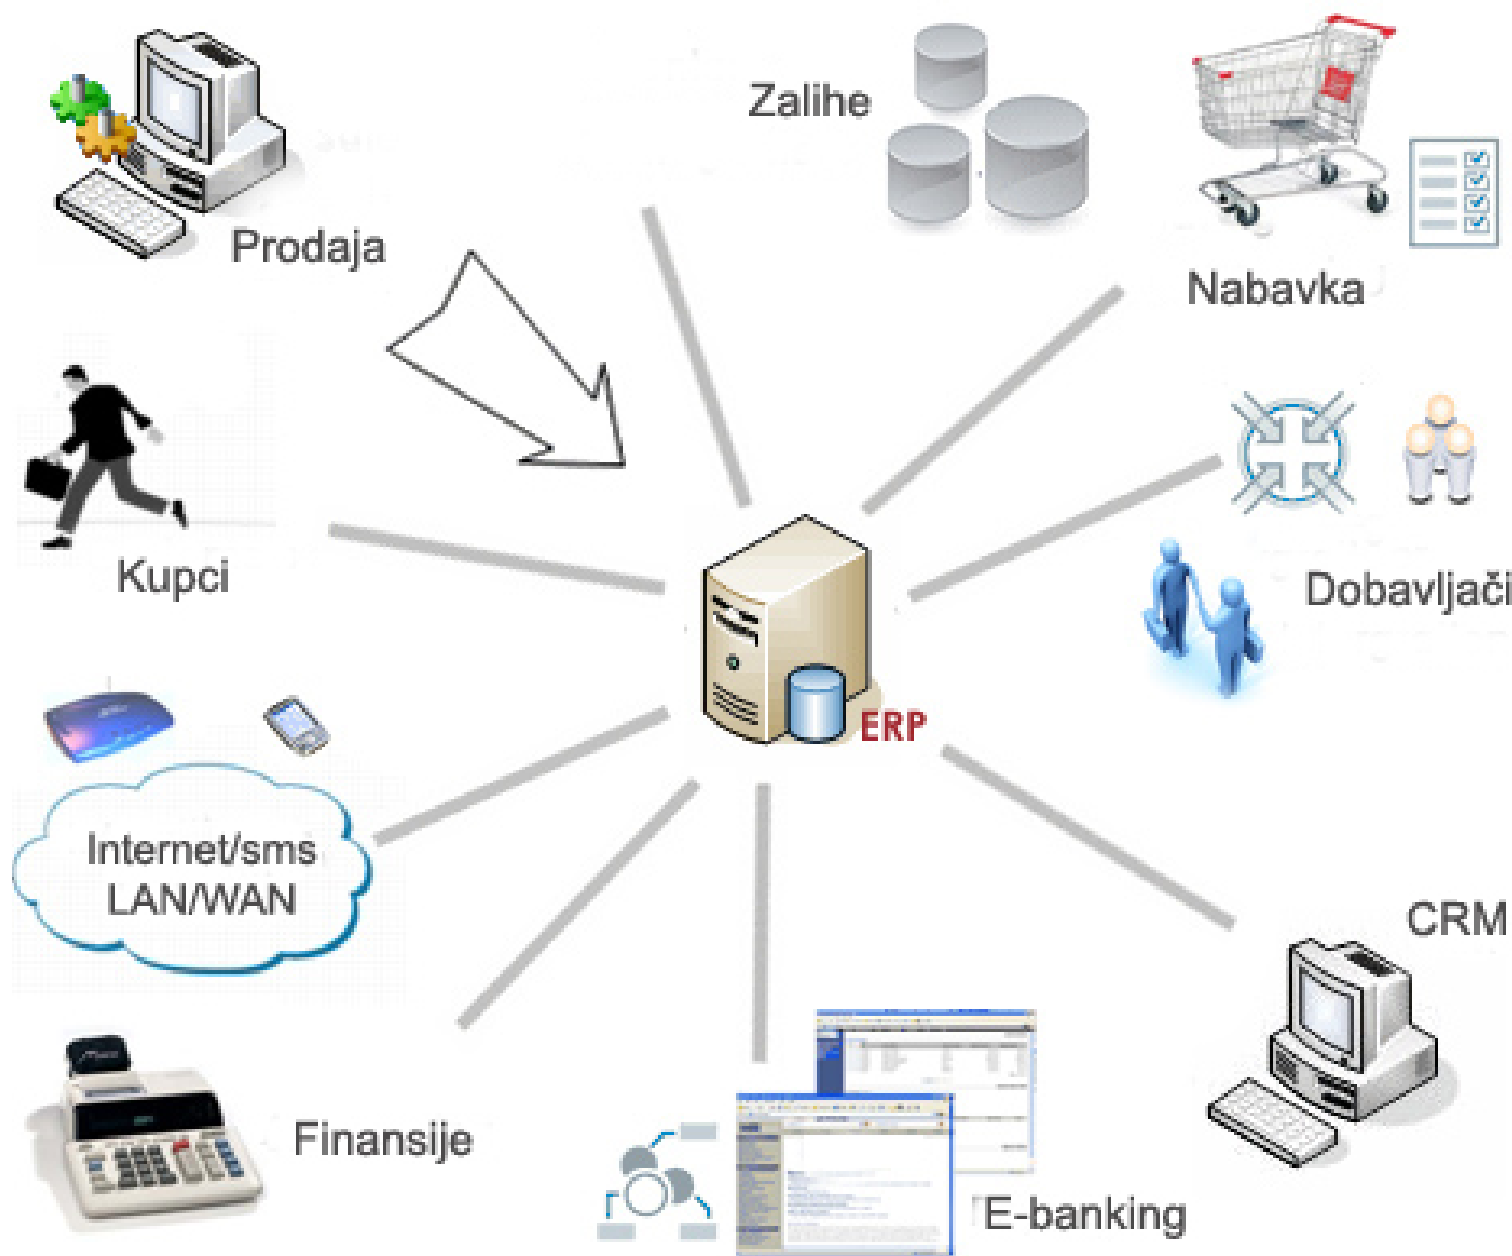 Zalihe
Prodaja
Nabavka
Kupci
Dobavljači
ERP
Internet/sms
LAN/WAN
CRM
Finansije
E-banking